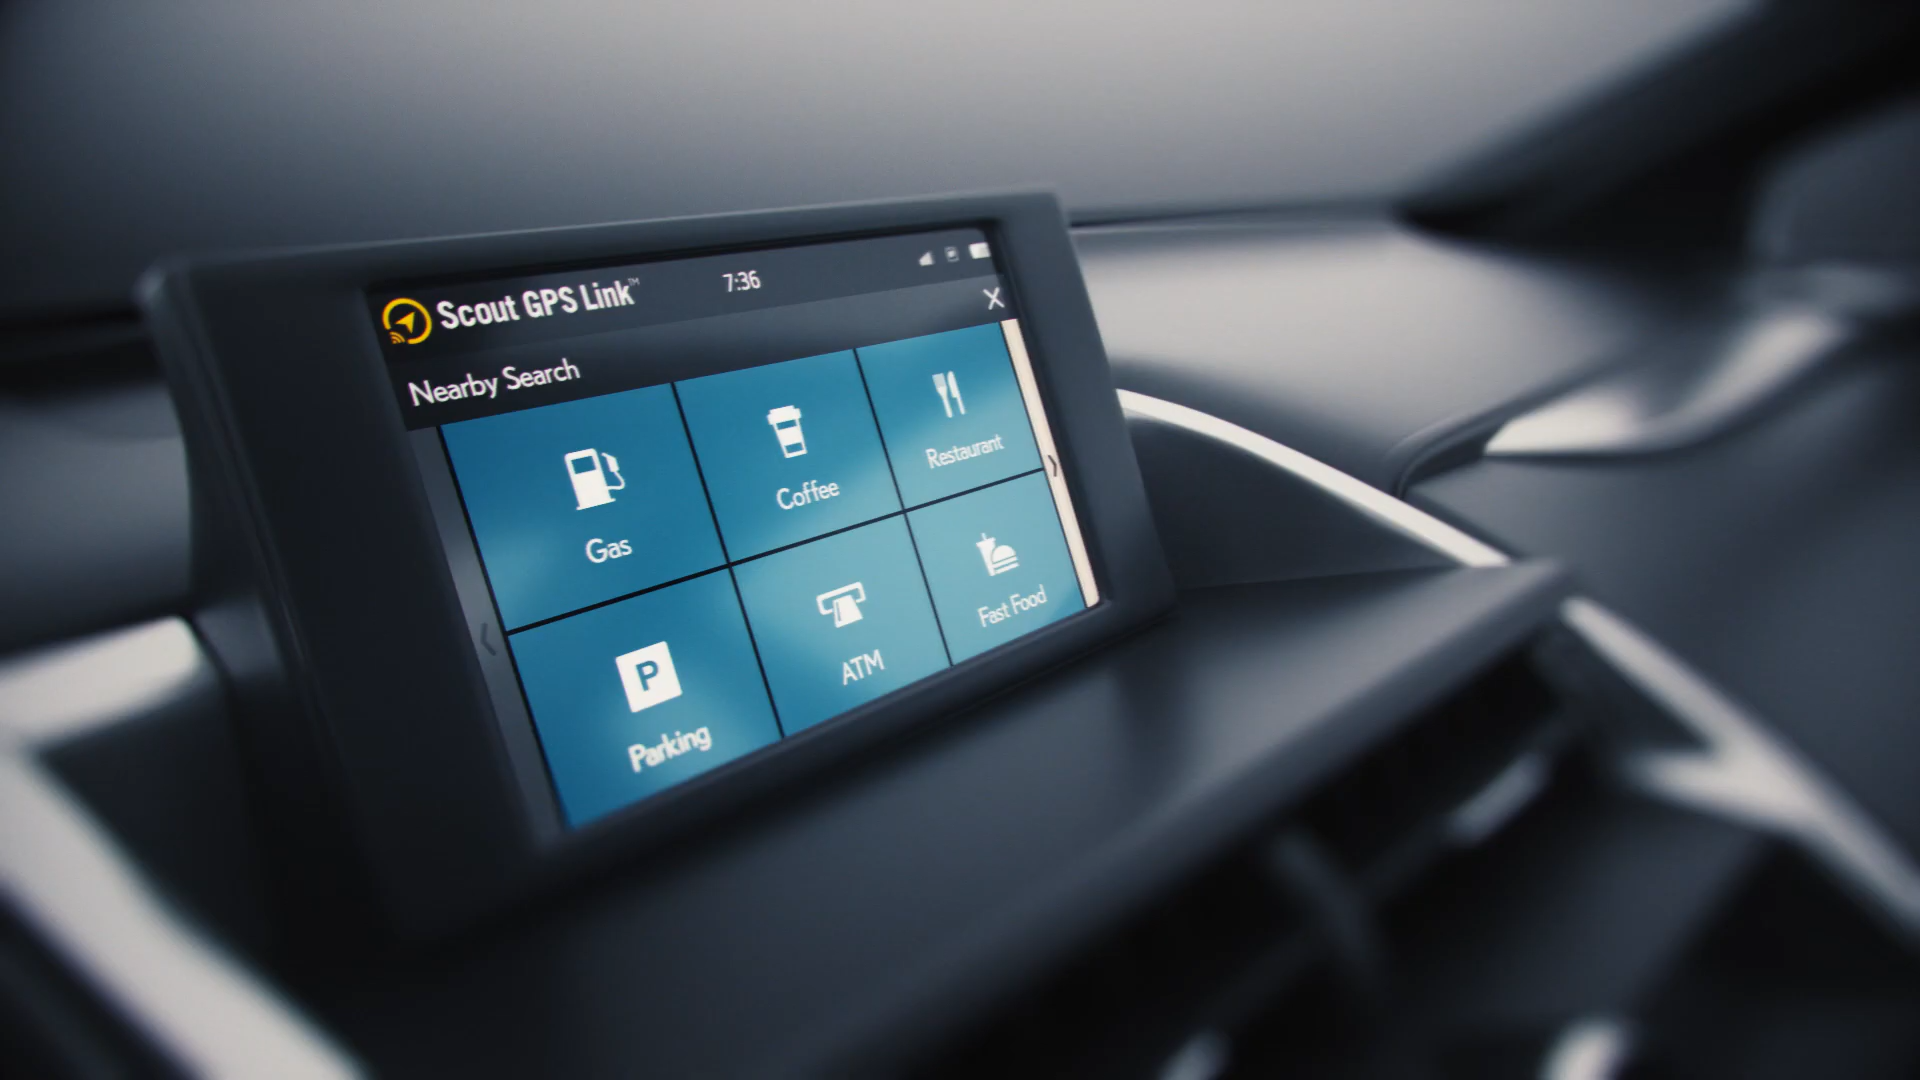 Scout GPS Link™
7:36
X
Nearby Search
Gas
Coffee
Restaurant
P
Parking
ATM
Fast Food